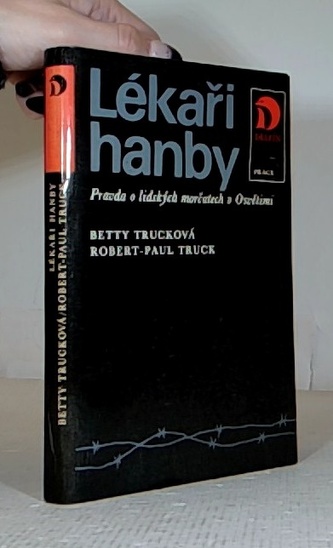 Lékaři
hanby
Pravda o lidských morčatech v Osvětimi
BETTY TRUCKOVÁ
ROBERT-PAUL TRUCK
PRÁCE
LÉKAŘI HANBY
BETTY TRUCKOVÁ/ROBERT-PAUL TRUCK